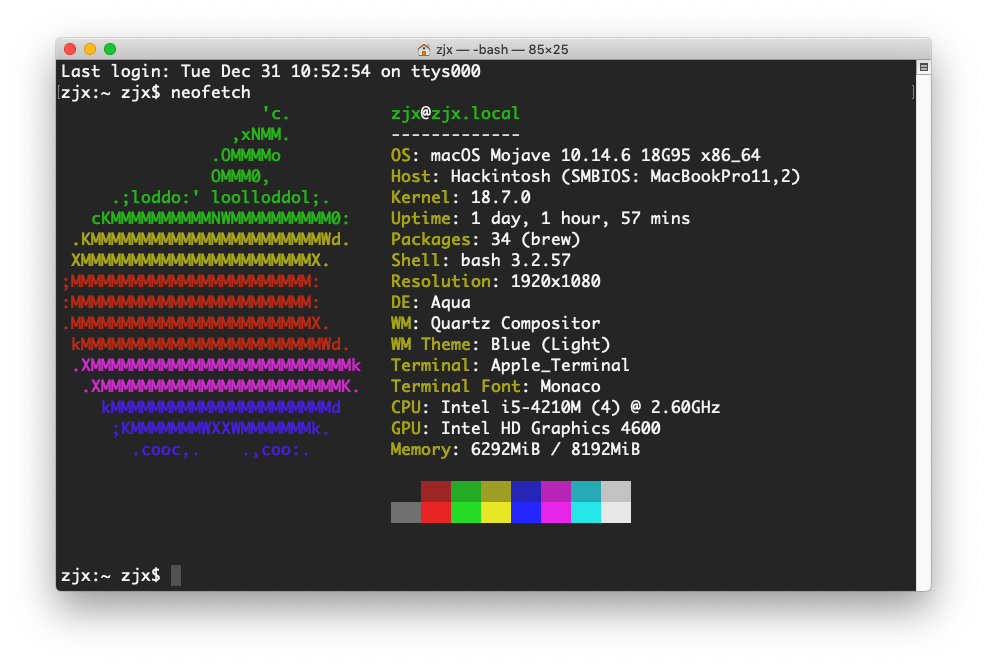 zjx — -bash — 85×25
Last login: Tue Dec 31 10:52:54 on ttys000
[zjx:~ zjx$ neofetch ]
'c. zjx@zjx.local
,xNMM. -------------
.OMMMMo OS: macOS Mojave 10.14.6 18G95 x86_64
OMMM0, Host: Hackintosh (SMBIOS: MacBookPro11,2)
.;loddo:' loolloddol;. Kernel: 18.7.0
cKMMMMMMMMMMNWMMMMMMMMMM0: Uptime: 1 day, 1 hour, 57 mins
.KMMMMMMMMMMMMMMMMMMMMMMMWd. Packages: 34 (brew)
XMMMMMMMMMMMMMMMMMMMMMMMX. Shell: bash 3.2.57
;MMMMMMMMMMMMMMMMMMMMMMMM: Resolution: 1920x1080
:MMMMMMMMMMMMMMMMMMMMMMMM: DE: Aqua
.MMMMMMMMMMMMMMMMMMMMMMMMX. WM: Quartz Compositor
kMMMMMMMMMMMMMMMMMMMMMMMMWd. WM Theme: Blue (Light)
.XMMMMMMMMMMMMMMMMMMMMMMMMMMk Terminal: Apple_Terminal
.XMMMMMMMMMMMMMMMMMMMMMMMMK. Terminal Font: Monaco
kMMMMMMMMMMMMMMMMMMMMMMd CPU: Intel i5-4210M (4) @ 2.60GHz
;KMMMMMMMWXXWMMMMMMMk. GPU: Intel HD Graphics 4600
.cooc,. .,coo:. Memory: 6292MiB / 8192MiB
zjx:~ zjx$